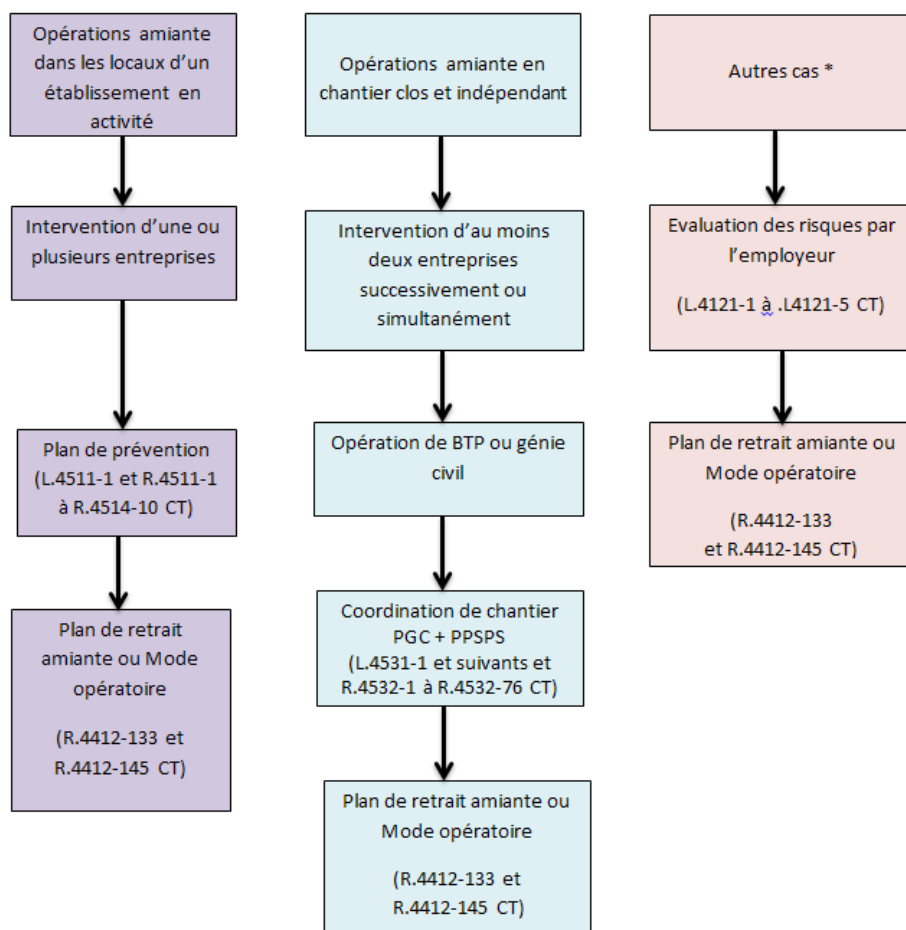 Opérations amiante
dans les locaux d'un
établissement en
activité
Intervention d'une ou
plusieurs entreprises
Plan de prévention
(L.4511-1 et R.4511-1
à R.4514-10 CT)
Plan de retrait
amiante ou Mode
opératoire
(R.4412-133 et
R.4412-145 CT)
Opérations amiante en
chantier clos et indépendant
Intervention d'au moins
deux entreprises
successivement ou
simultanément
Opération de BTP ou génie
civil
Coordination de chantier
PGC + PPSPS
(L.4531-1 et suivants et
R.4532-1 à R.4532-76 CT)
Plan de retrait amiante ou
Mode opératoire
(R.4412-133 et
R.4412-145 CT)
Autres cas *
Evaluation des risques par
l'employeur
(L.4121-1 à .L4121-5 CT)
Plan de retrait amiante ou
Mode opératoire
(R.4412-133
et R.4412-145 CT)